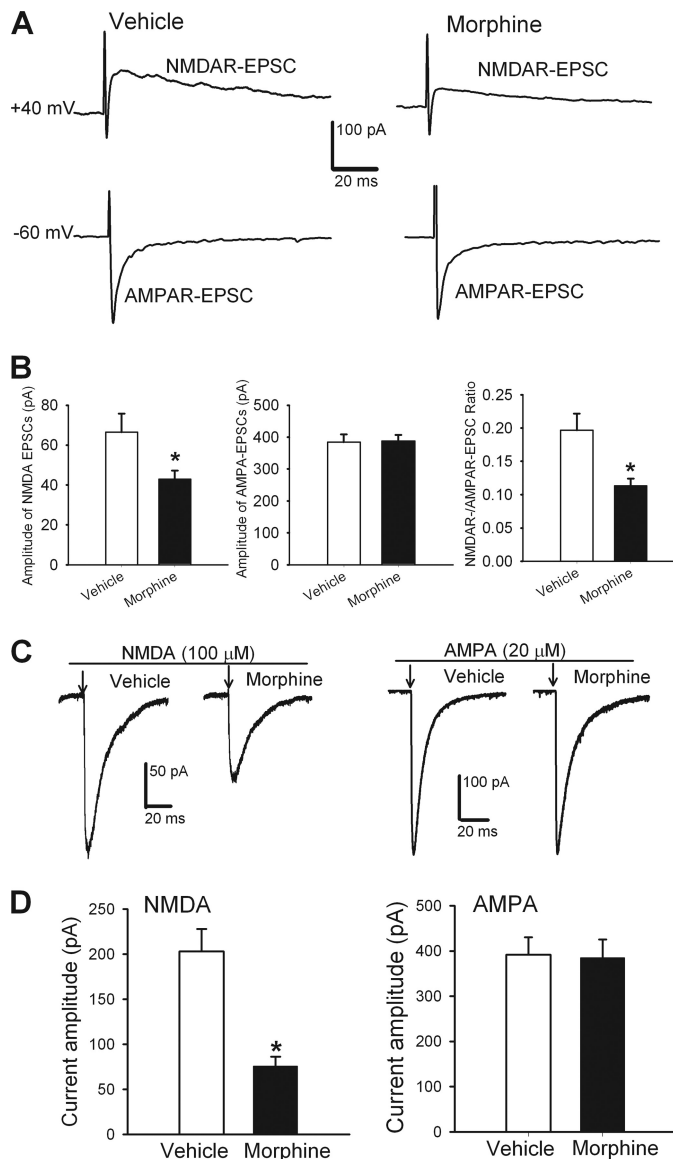 A
Vehicle
Morphine
NMDAR-EPSC
NMDAR-EPSC
+40 mV
100 pA
20 ms
-60 mV
AMPAR-EPSC
AMPAR-EPSC
B
Amplitude of NMDA EPSCs (pA)
80
60
40
20
0
*
Vehicle
Morphine
Amplitude of AMPA-EPSCs (pA)
500
400
300
200
100
0
Vehicle
Morphine
NMDAR-/AMPAR-EPSC Ratio
0.25
0.20
0.15
0.10
0.05
0.00
*
Vehicle
Morphine
C
NMDA (100 μM)
Vehicle
Morphine
50 pA
20 ms
AMPA (20 μM)
Vehicle
Morphine
100 pA
20 ms
D
NMDA
Current amplitude (pA)
250
200
150
100
50
0
*
Vehicle
Morphine
AMPA
Current amplitude (pA)
500
400
300
200
100
0
Vehicle
Morphine